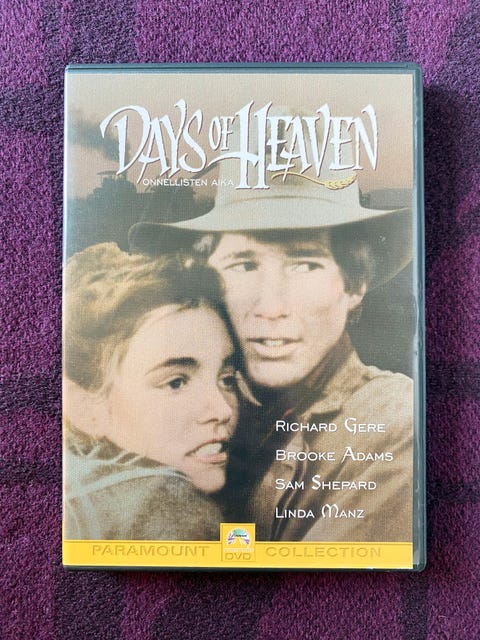 DAYS OF HEAVEN
ONNELLISTEN AIKA
RICHARD GERE
BROOKE ADAMS
SAM SHEPARD
LINDA MANZ
PARAMOUNT DVD COLLECTION